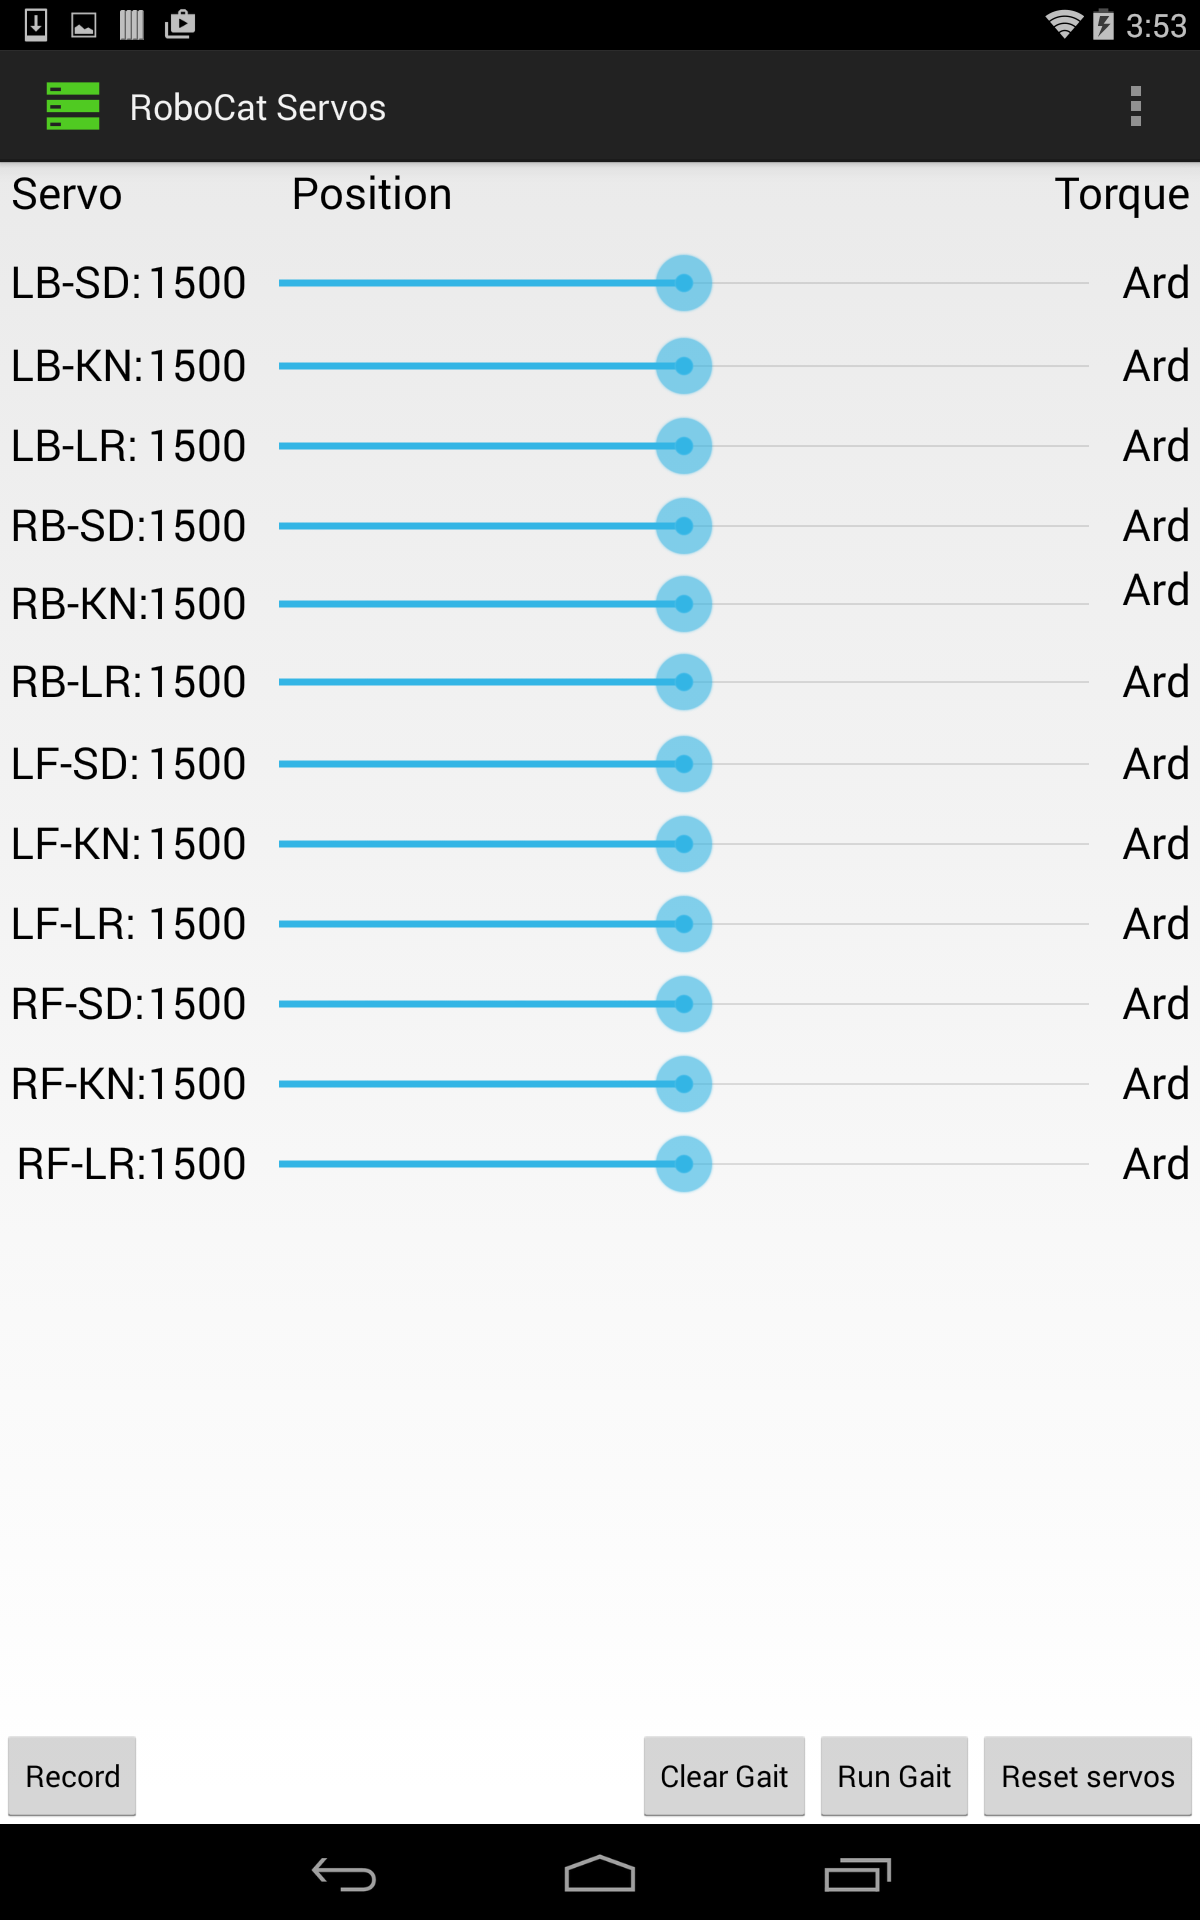 3:53
RoboCat Servos
Servo Position Torque
LB-SD: 1500 Ard
LB-KN: 1500 Ard
LB-LR: 1500 Ard
RB-SD: 1500 Ard
RB-KN: 1500 Ard
RB-LR: 1500 Ard
LF-SD: 1500 Ard
LF-KN: 1500 Ard
LF-LR: 1500 Ard
RF-SD: 1500 Ard
RF-KN: 1500 Ard
RF-LR: 1500 Ard
Record Clear Gait Run Gait Reset servos